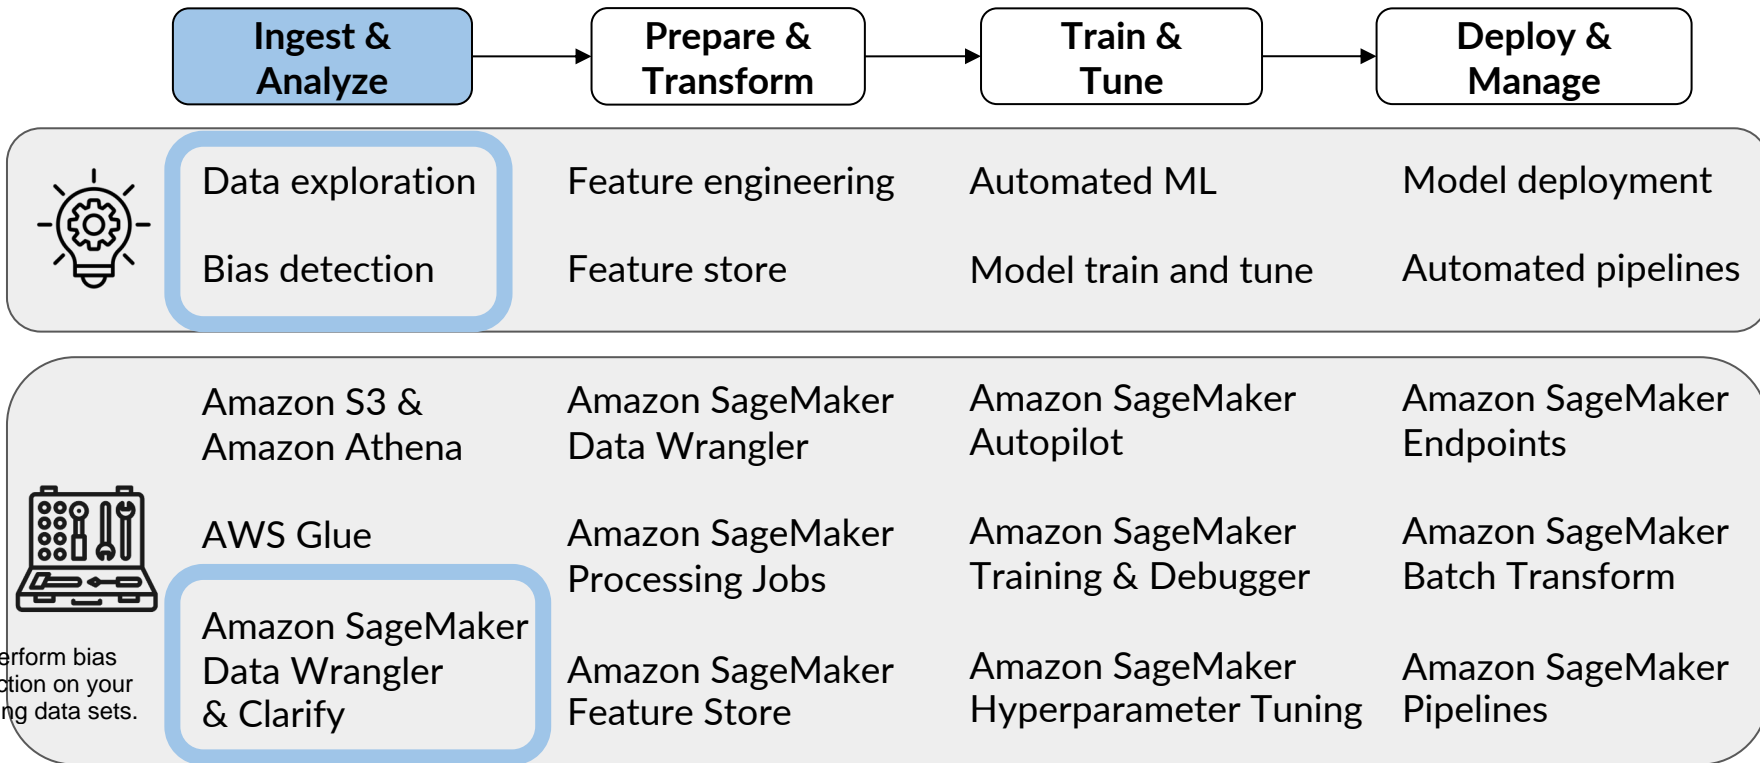 Ingest &
Analyze
Prepare &
Transform
Train &
Tune
Deploy &
Manage
Data exploration
Bias detection
Feature engineering
Feature store
Automated ML
Model train and tune
Model deployment
Automated pipelines
Amazon S3 &
Amazon Athena
AWS Glue
Amazon SageMaker
Data Wrangler
& Clarify
Amazon SageMaker
Data Wrangler
Amazon SageMaker
Processing Jobs
Amazon SageMaker
Feature Store
Amazon SageMaker
Autopilot
Amazon SageMaker
Training & Debugger
Amazon SageMaker
Hyperparameter Tuning
Amazon SageMaker
Endpoints
Amazon SageMaker
Batch Transform
Amazon SageMaker
Pipelines
erform bias
ction on your
ng data sets.